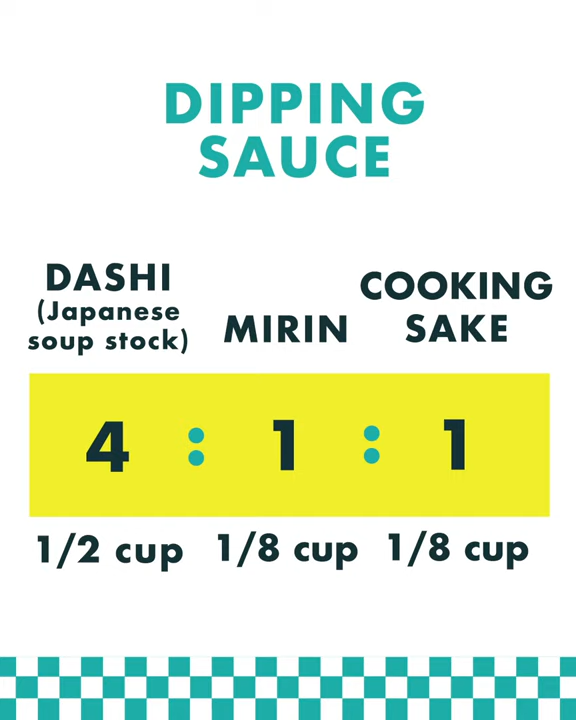 DIPPING
SAUCE
DASHI
(Japanese
soup stock)
MIRIN
COOKING
SAKE
4 : 1 : 1
1/2 cup 1/8 cup 1/8 cup